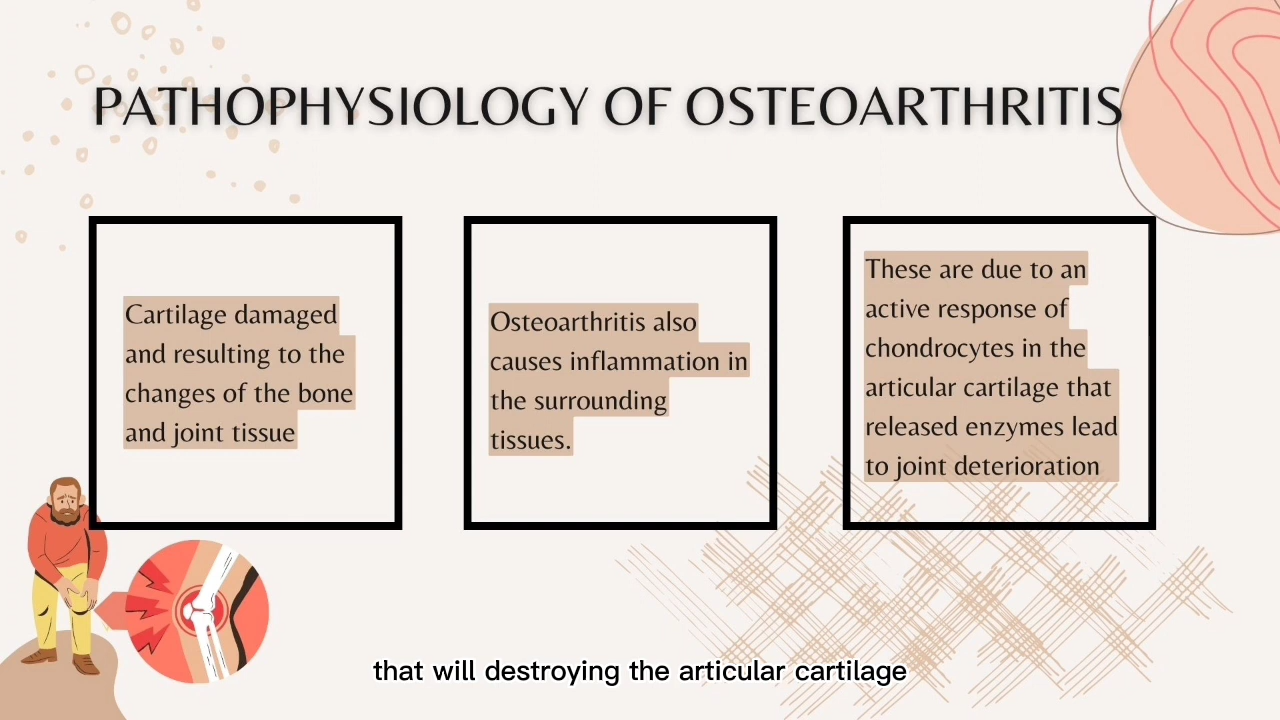 PATHOPHYSIOLOGY OF OSTEOARTHRITIS
Cartilage damaged
and resulting to the
changes of the bone
and joint tissue
Osteoarthritis also
causes inflammation in
the surrounding
tissues.
These are due to an
active response of
chondrocytes in the
articular cartilage that
released enzymes lead
to joint deterioration
that will destroying the articular cartilage